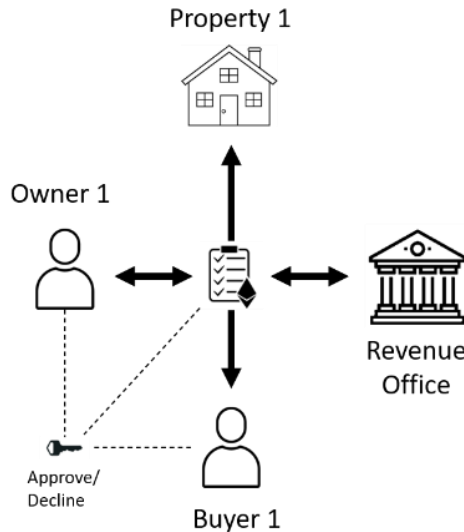 Property 1
Owner 1
Revenue
Office
Approve/
Decline
Buyer 1